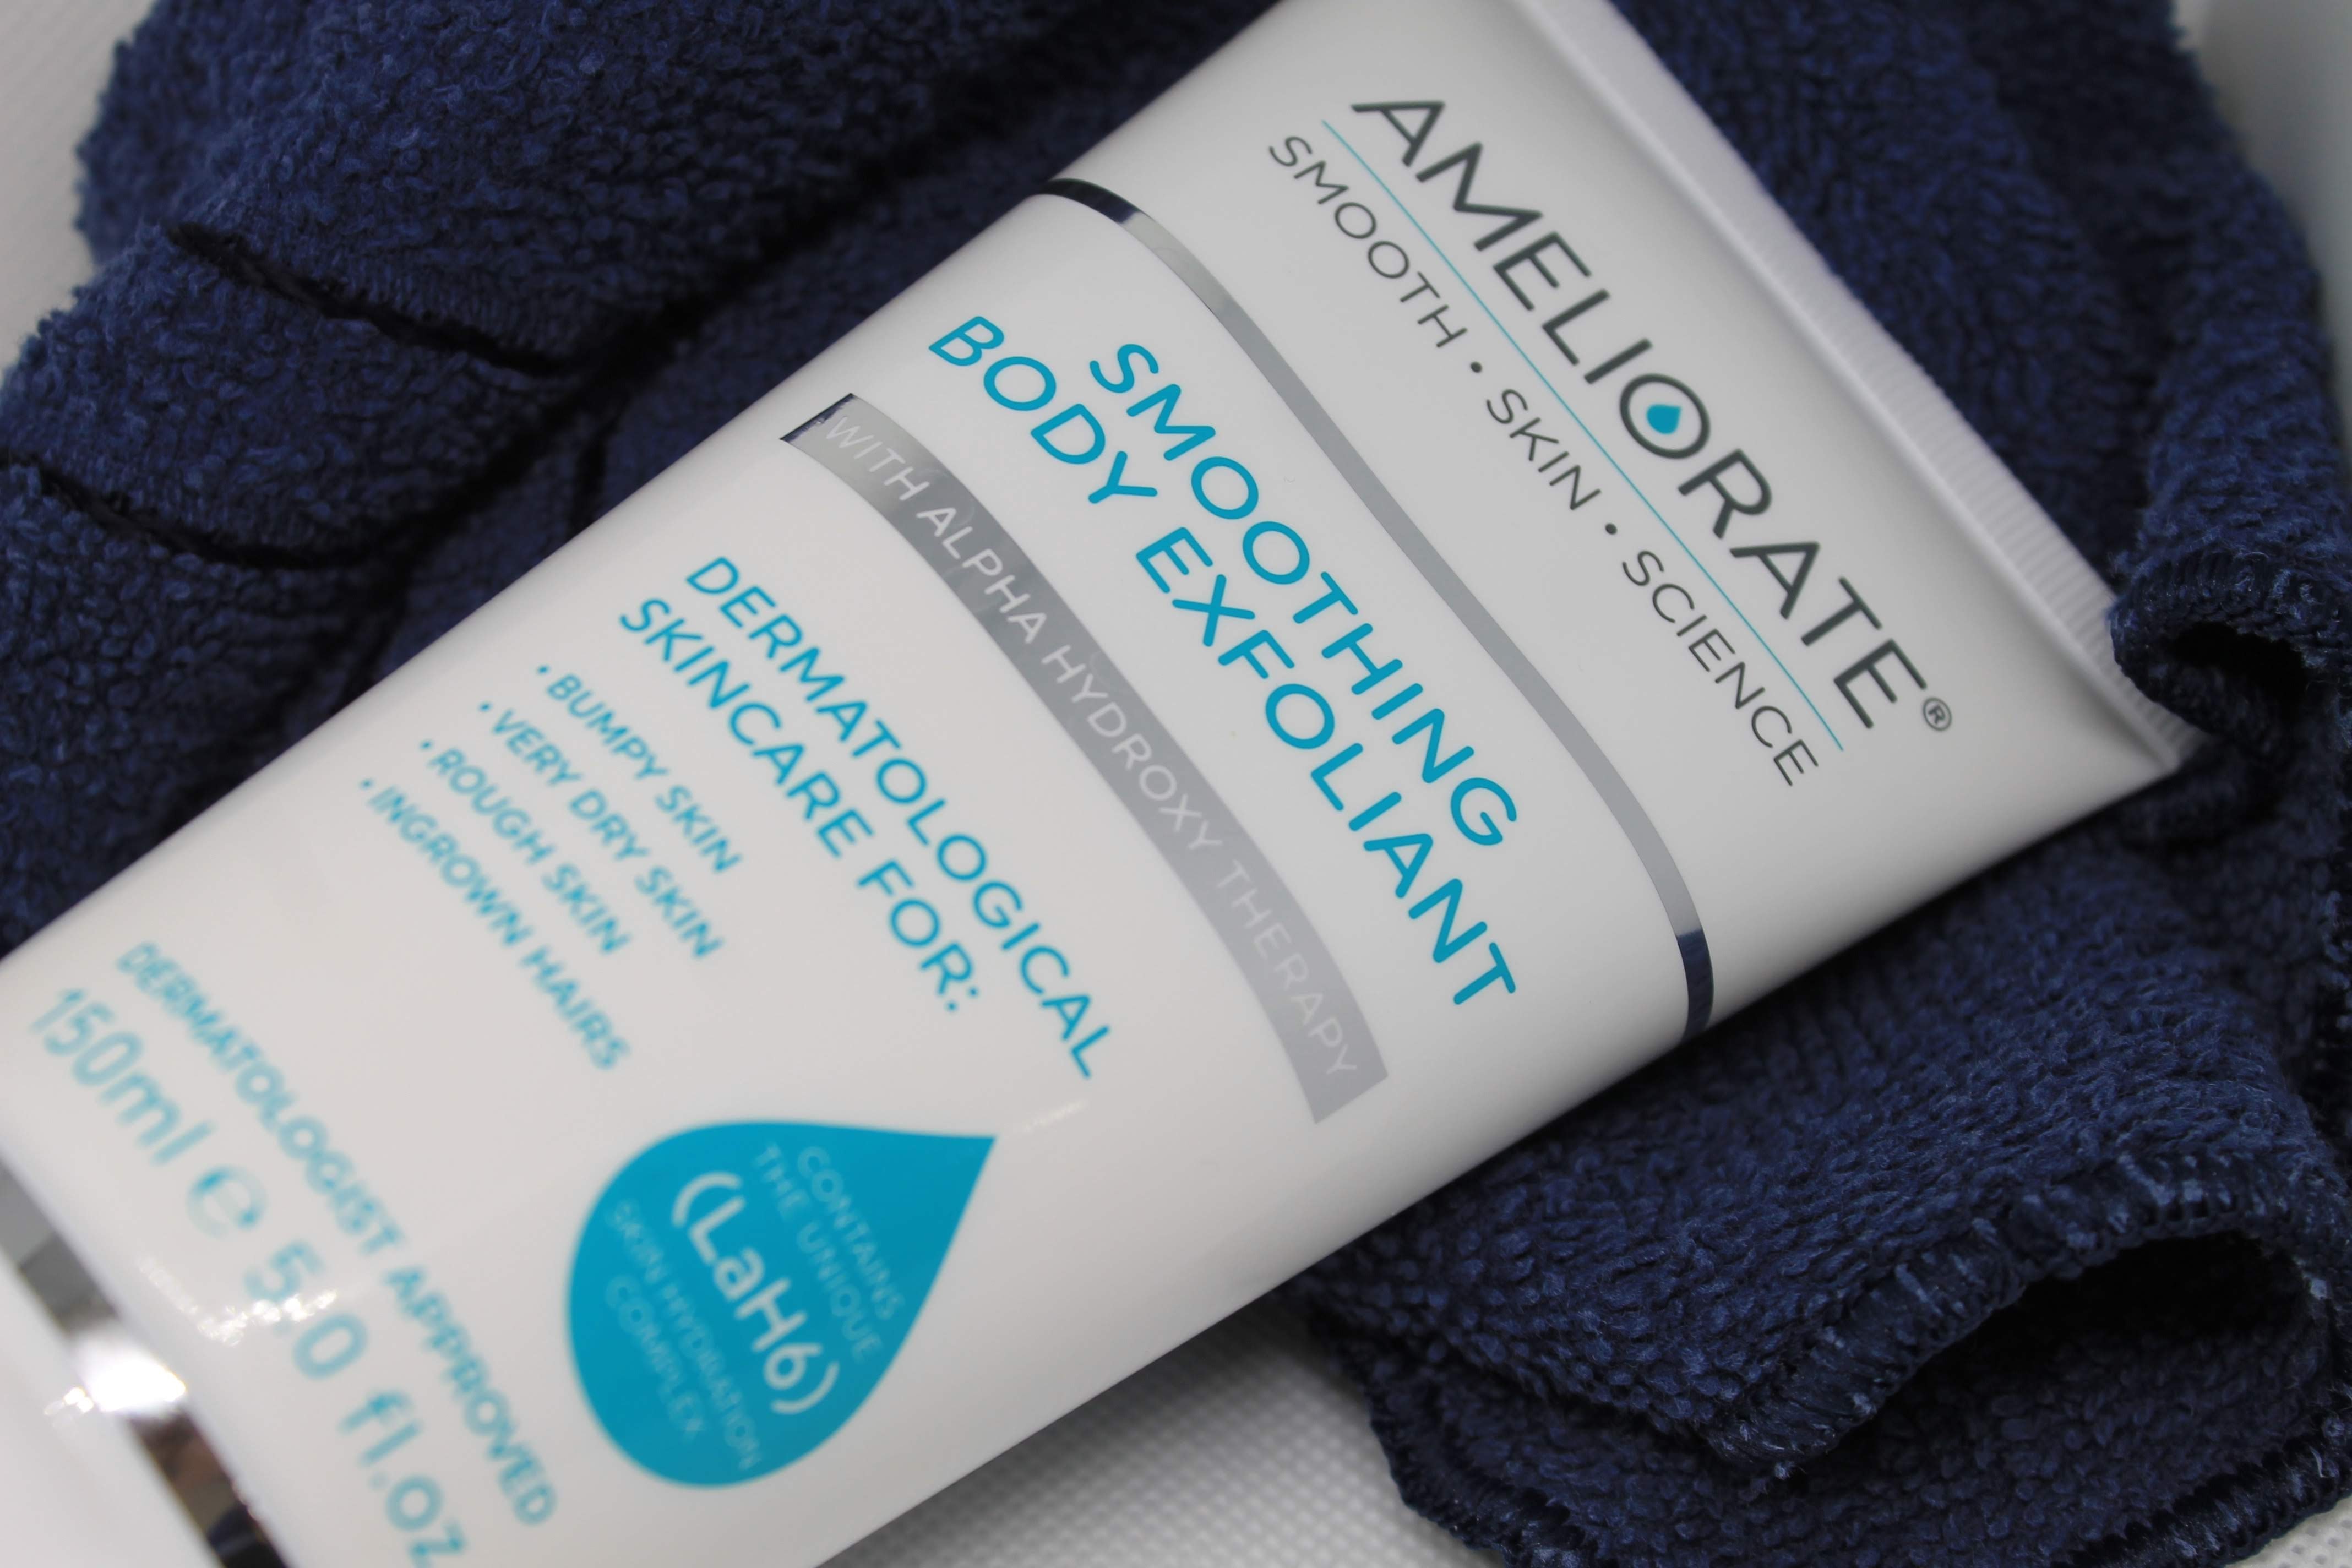 AMELIORATE®
SMOOTH • SKIN • SCIENCE
SMOOTHING
BODY EXFOLIANT
WITH ALPHA HYDROXY THERAPY
DERMATOLOGICAL
SKINCARE FOR:
• BUMPY SKIN
• VERY DRY SKIN
• ROUGH SKIN
• INGROWN HAIRS
CONTAINS
THE UNIQUE
(LaH6)
SKIN HYDRATION
COMPLEX
DERMATOLOGIST APPROVED
150ml e 5.0 fl.oz